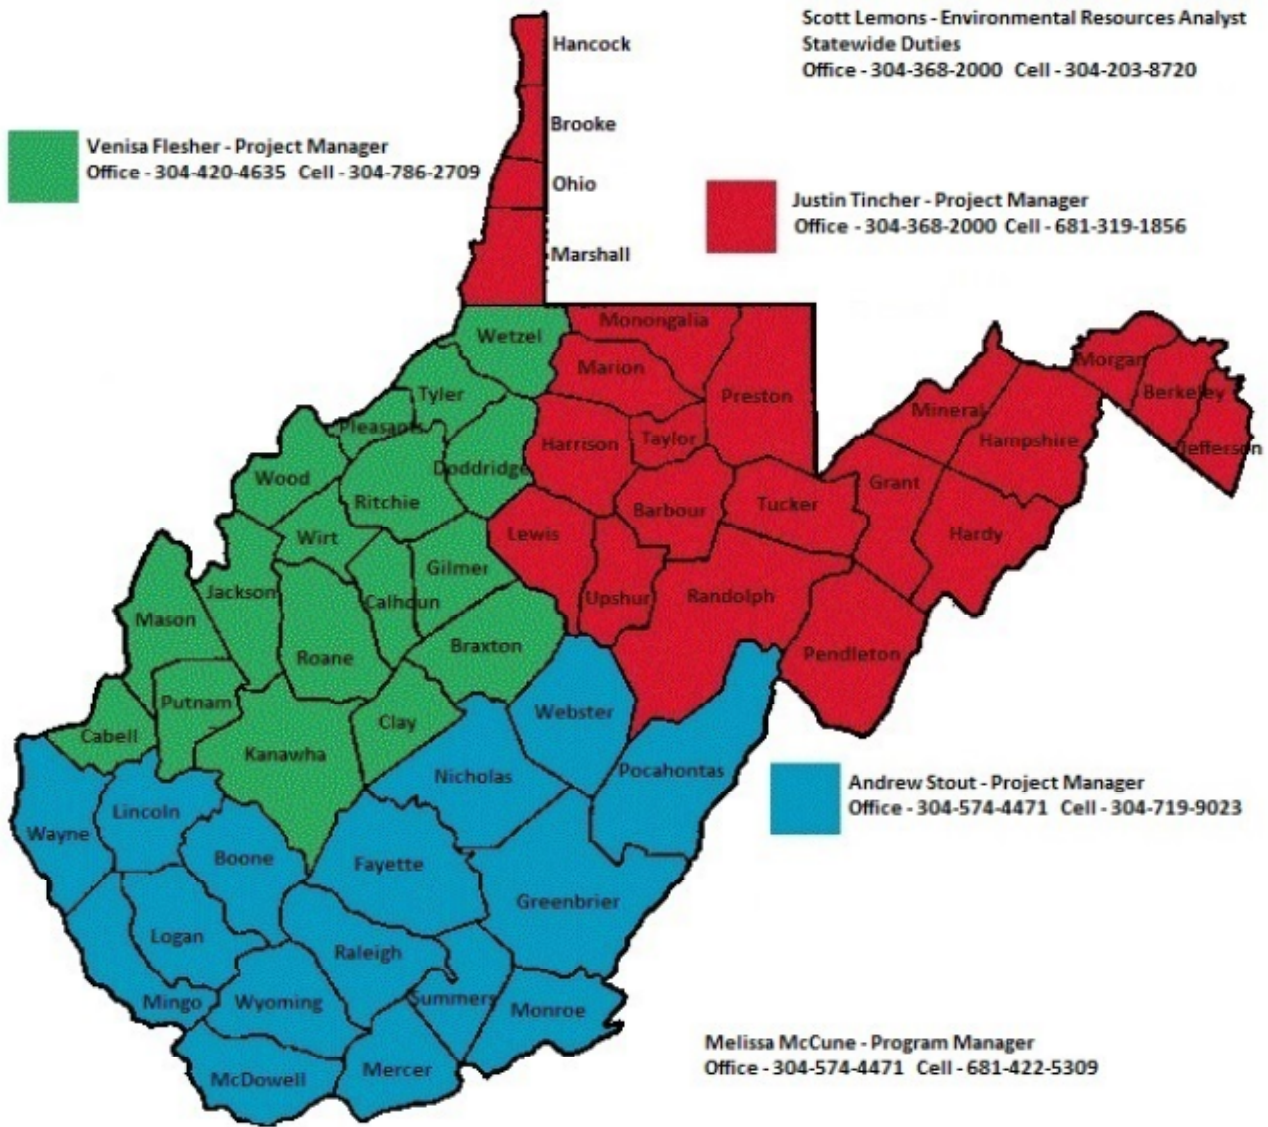 Scott Lemons - Environmental Resources Analyst
Statewide Duties
Office - 304-368-2000 Cell - 304-203-8720
Hancock
Brooke
Ohio
Marshall
Venisa Flesher - Project Manager
Office - 304-420-4635 Cell - 304-786-2709
Justin Tincher - Project Manager
Office - 304-368-2000 Cell - 681-319-1856
Wetzel
Monongalia
Marion
Preston
Tyler
Pleasants
Harrison
Taylor
Doddridge
Wood
Ritchie
Wirt
Lewis
Barbour
Tucker
Grant
Mineral
Hampshire
Morgan
Berkeley
Jefferson
Hardy
Gilmer
Calhoun
Jackson
Mason
Roane
Braxton
Upshur
Randolph
Pendleton
Putnam
Cabell
Kanawha
Clay
Webster
Nicholas
Pocahontas
Andrew Stout - Project Manager
Office - 304-574-4471 Cell - 304-719-9023
Wayne
Lincoln
Boone
Fayette
Greenbrier
Logan
Raleigh
Mingo
Wyoming
Summers
Monroe
McDowell
Mercer
Melissa McCune - Program Manager
Office - 304-574-4471 Cell - 681-422-5309